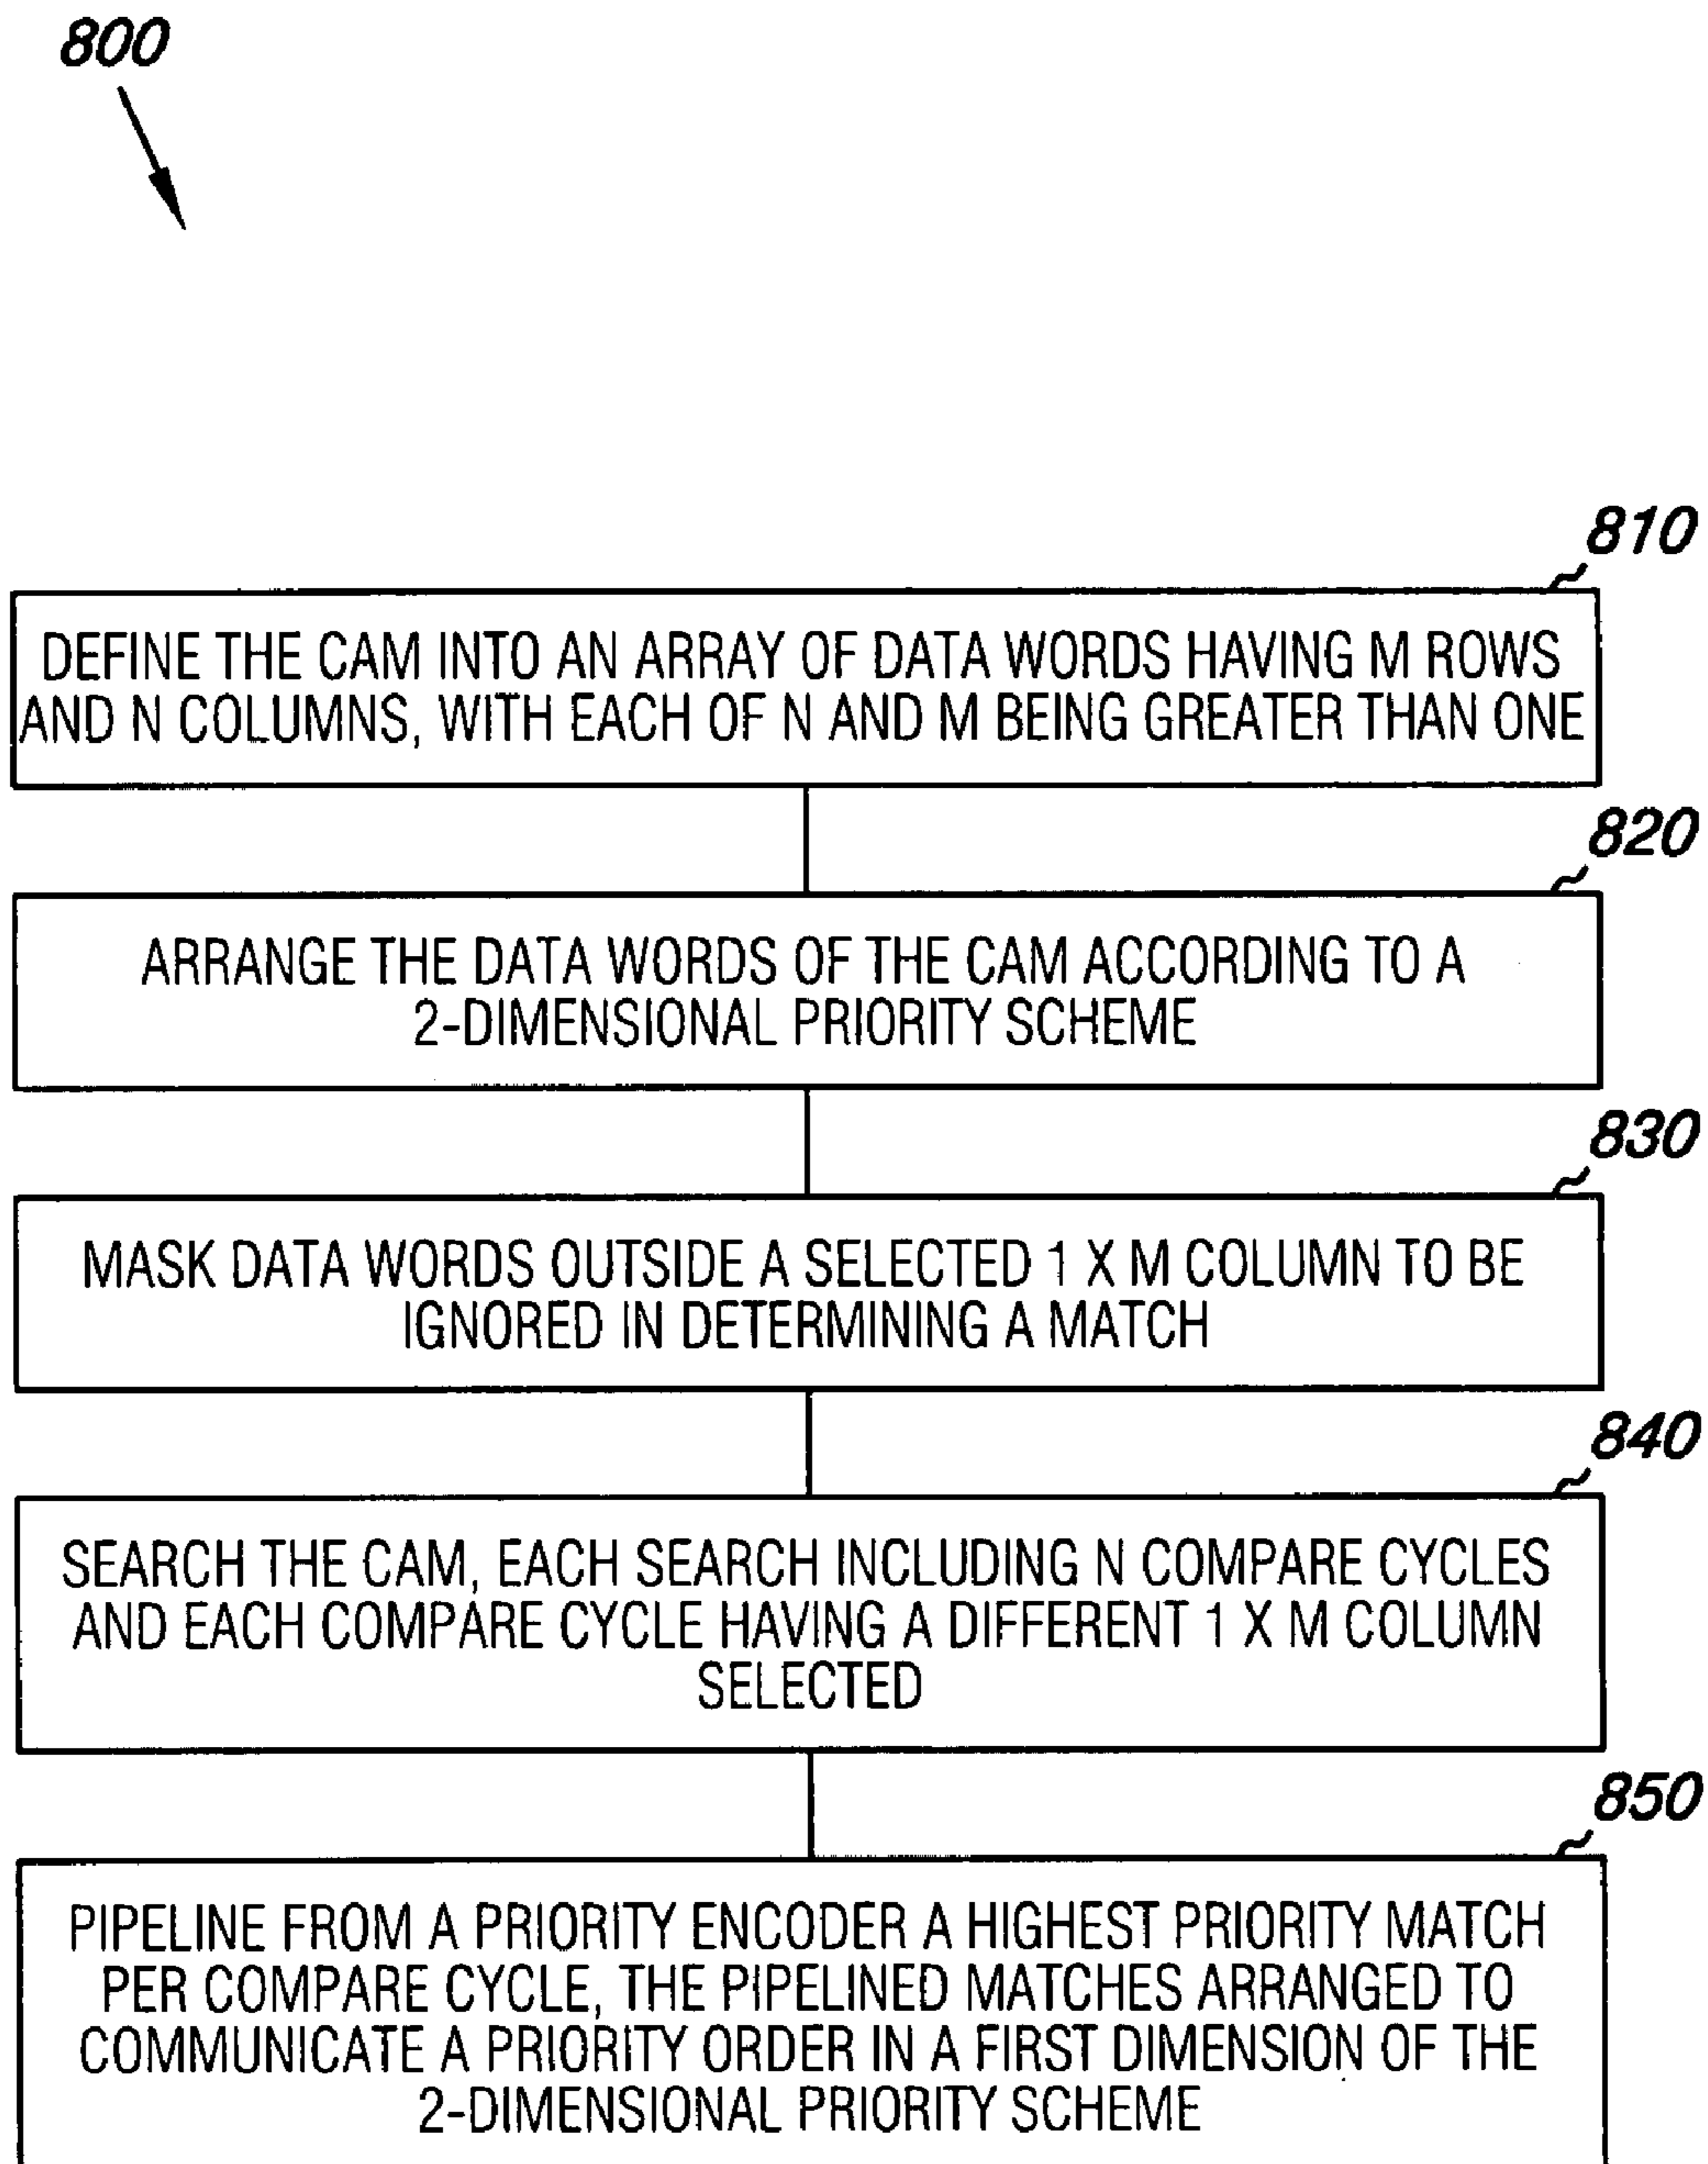 800
810
DEFINE THE CAM INTO AN ARRAY OF DATA WORDS HAVING M ROWS
AND N COLUMNS, WITH EACH OF N AND M BEING GREATER THAN ONE
820
ARRANGE THE DATA WORDS OF THE CAM ACCORDING TO A
2-DIMENSIONAL PRIORITY SCHEME
830
MASK DATA WORDS OUTSIDE A SELECTED 1 X M COLUMN TO BE
IGNORED IN DETERMINING A MATCH
840
SEARCH THE CAM, EACH SEARCH INCLUDING N COMPARE CYCLES
AND EACH COMPARE CYCLE HAVING A DIFFERENT 1 X M COLUMN
SELECTED
850
PIPELINE FROM A PRIORITY ENCODER A HIGHEST PRIORITY MATCH
PER COMPARE CYCLE, THE PIPELINED MATCHES ARRANGED TO
COMMUNICATE A PRIORITY ORDER IN A FIRST DIMENSION OF THE
2-DIMENSIONAL PRIORITY SCHEME